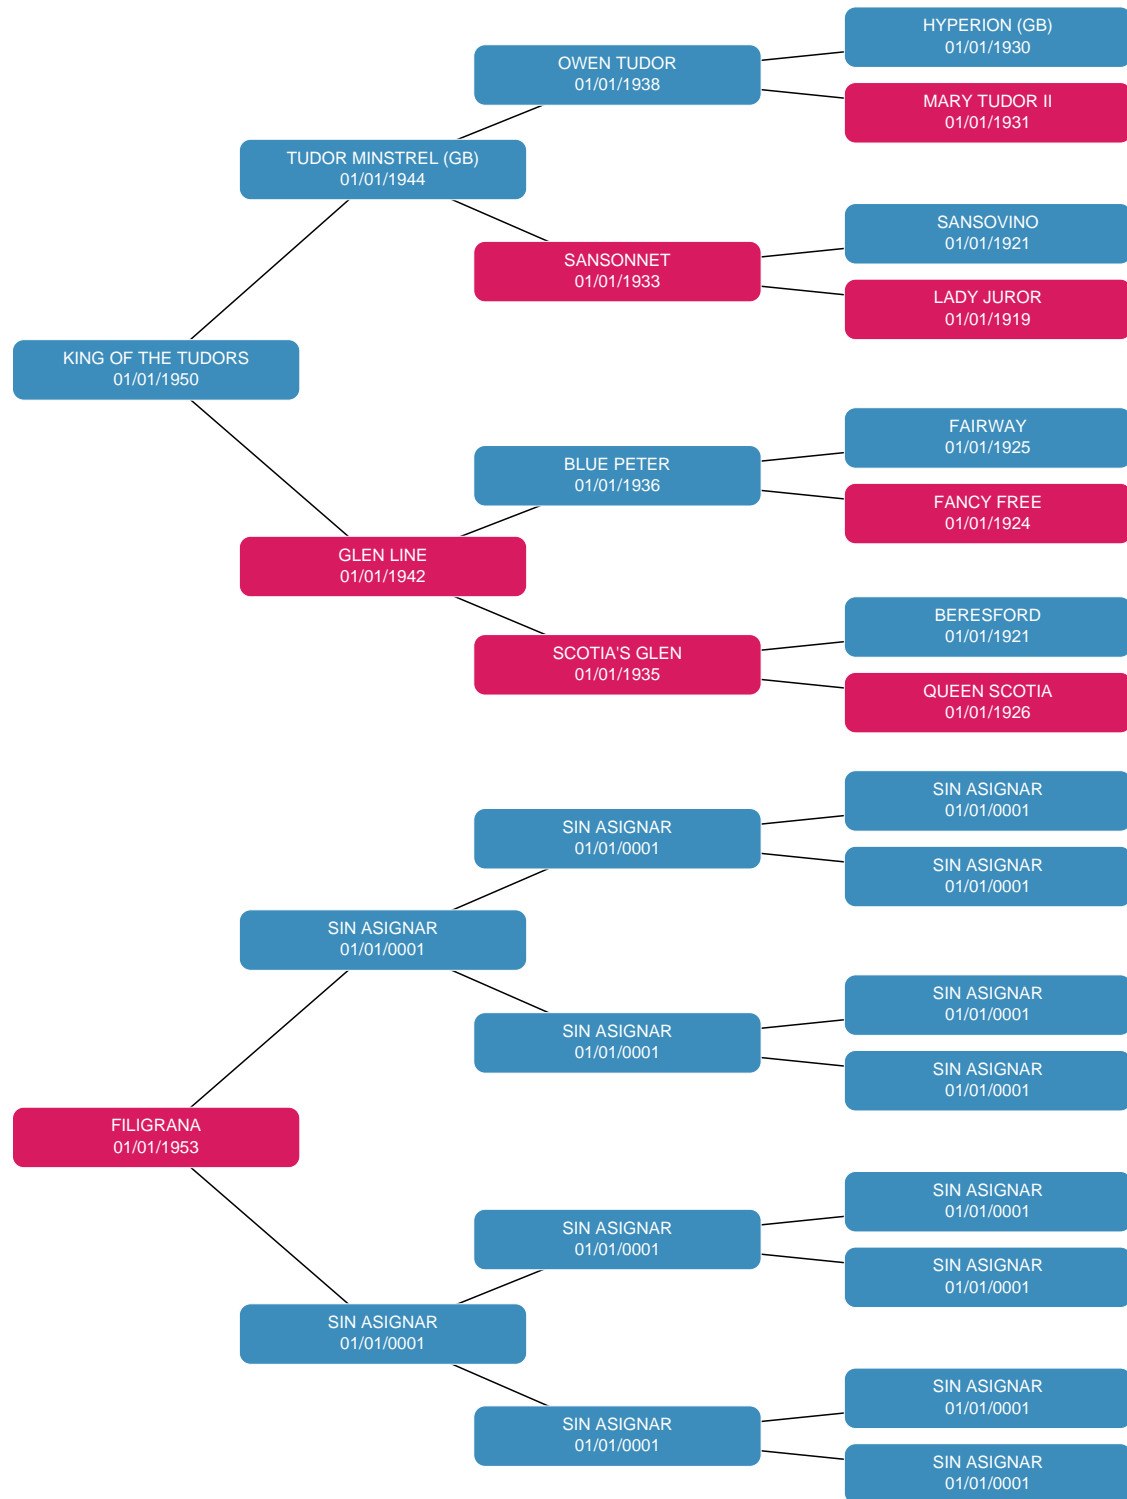 HYPERION (GB)
01/01/1930
OWEN TUDOR
01/01/1938
MARY TUDOR II
01/01/1931
TUDOR MINSTREL (GB)
01/01/1944
SANSOVINO
01/01/1921
SANSONNET
01/01/1933
LADY JUROR
01/01/1919
KING OF THE TUDORS
01/01/1950
FAIRWAY
01/01/1925
BLUE PETER
01/01/1936
FANCY FREE
01/01/1924
GLEN LINE
01/01/1942
BERESFORD
01/01/1921
SCOTIA'S GLEN
01/01/1935
QUEEN SCOTIA
01/01/1926
SIN ASIGNAR
01/01/0001
SIN ASIGNAR
01/01/0001
SIN ASIGNAR
01/01/0001
SIN ASIGNAR
01/01/0001
SIN ASIGNAR
01/01/0001
SIN ASIGNAR
01/01/0001
SIN ASIGNAR
01/01/0001
FILIGRANA
01/01/1953
SIN ASIGNAR
01/01/0001
SIN ASIGNAR
01/01/0001
SIN ASIGNAR
01/01/0001
SIN ASIGNAR
01/01/0001
SIN ASIGNAR
01/01/0001
SIN ASIGNAR
01/01/0001
SIN ASIGNAR
01/01/0001